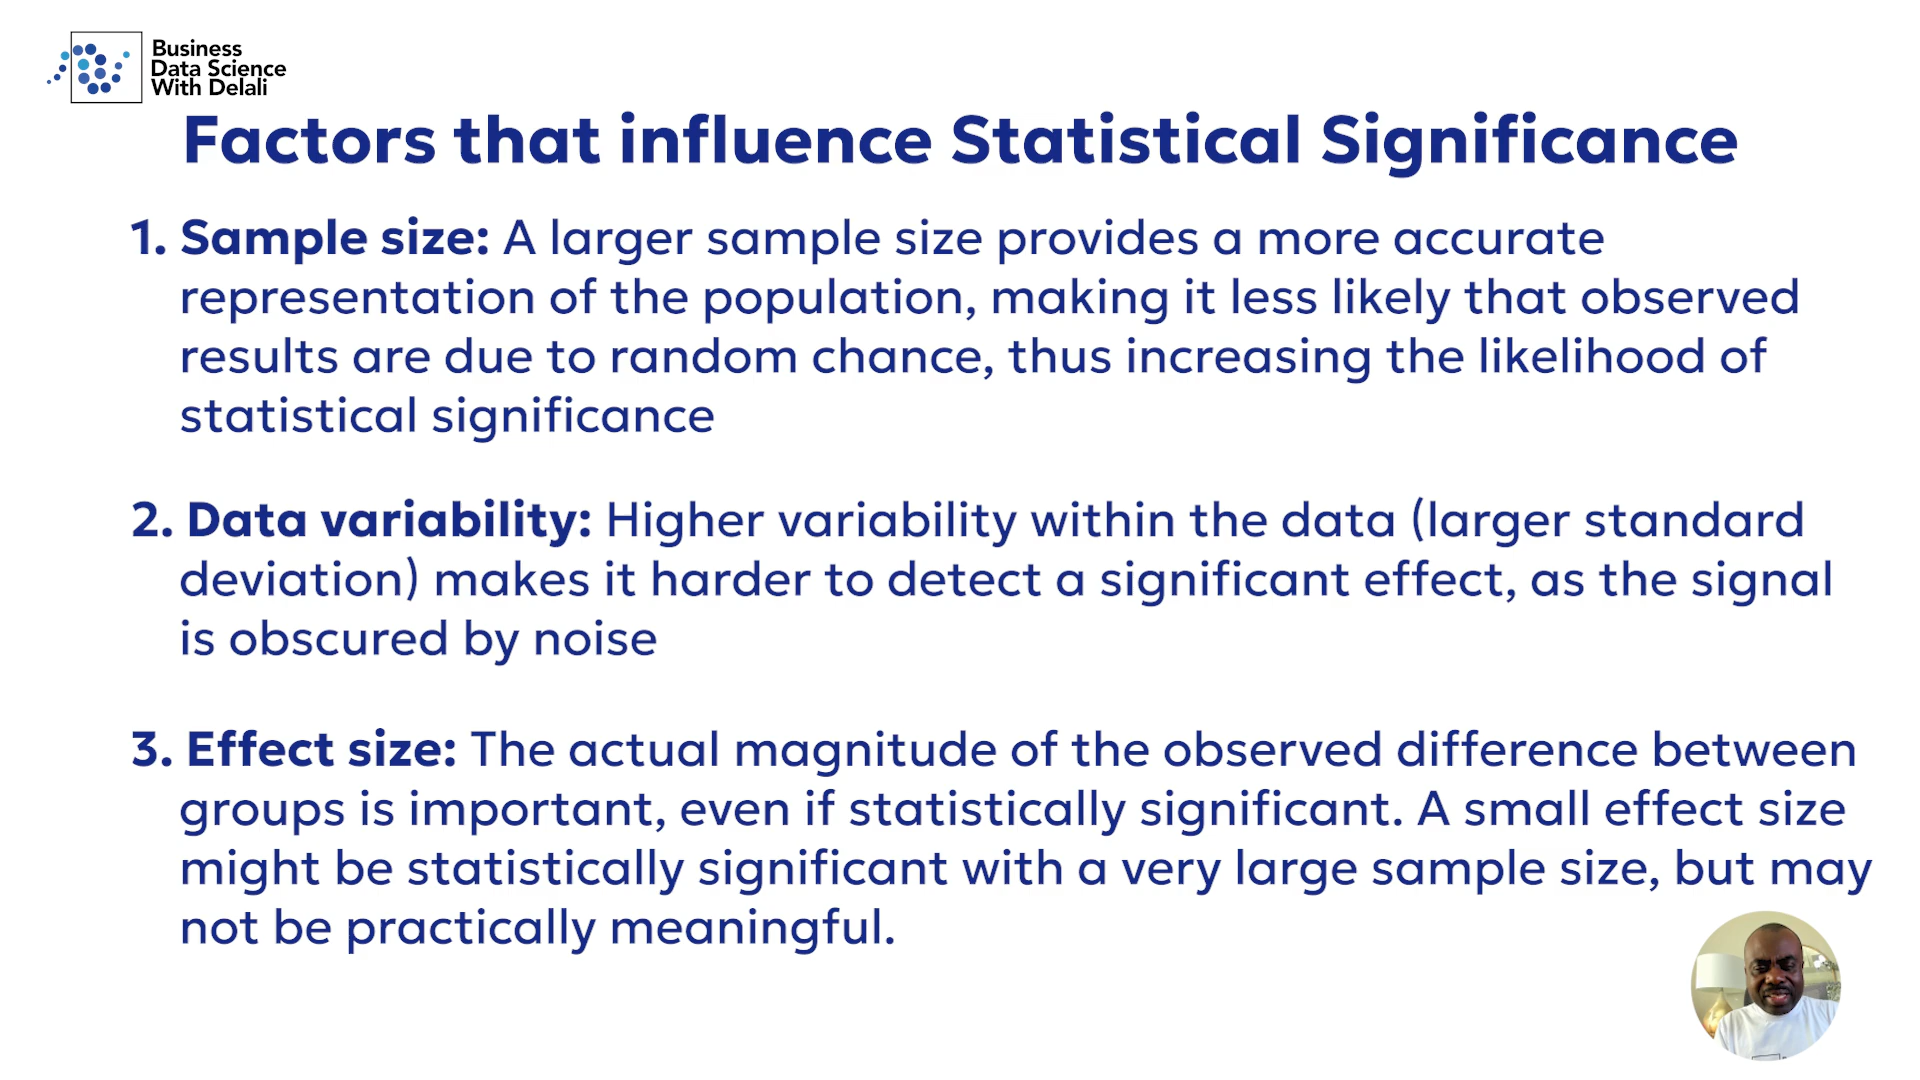 Business
Data Science
With Delali
Factors that influence Statistical Significance
1. Sample size: A larger sample size provides a more accurate
representation of the population, making it less likely that observed
results are due to random chance, thus increasing the likelihood of
statistical significance
2. Data variability: Higher variability within the data (larger standard
deviation) makes it harder to detect a significant effect, as the signal
is obscured by noise
3. Effect size: The actual magnitude of the observed difference between
groups is important, even if statistically significant. A small effect size
might be statistically significant with a very large sample size, but may
not be practically meaningful.